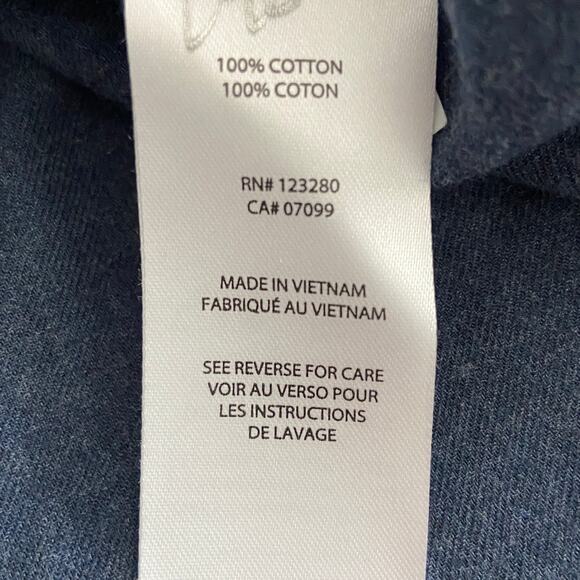 100% COTTON
100% COTON
RN# 123280
CA# 07099
MADE IN VIETNAM
FABRIQUÉ AU VIETNAM
SEE REVERSE FOR CARE
VOIR AU VERSO POUR
LES INSTRUCTIONS
DE LAVAGE